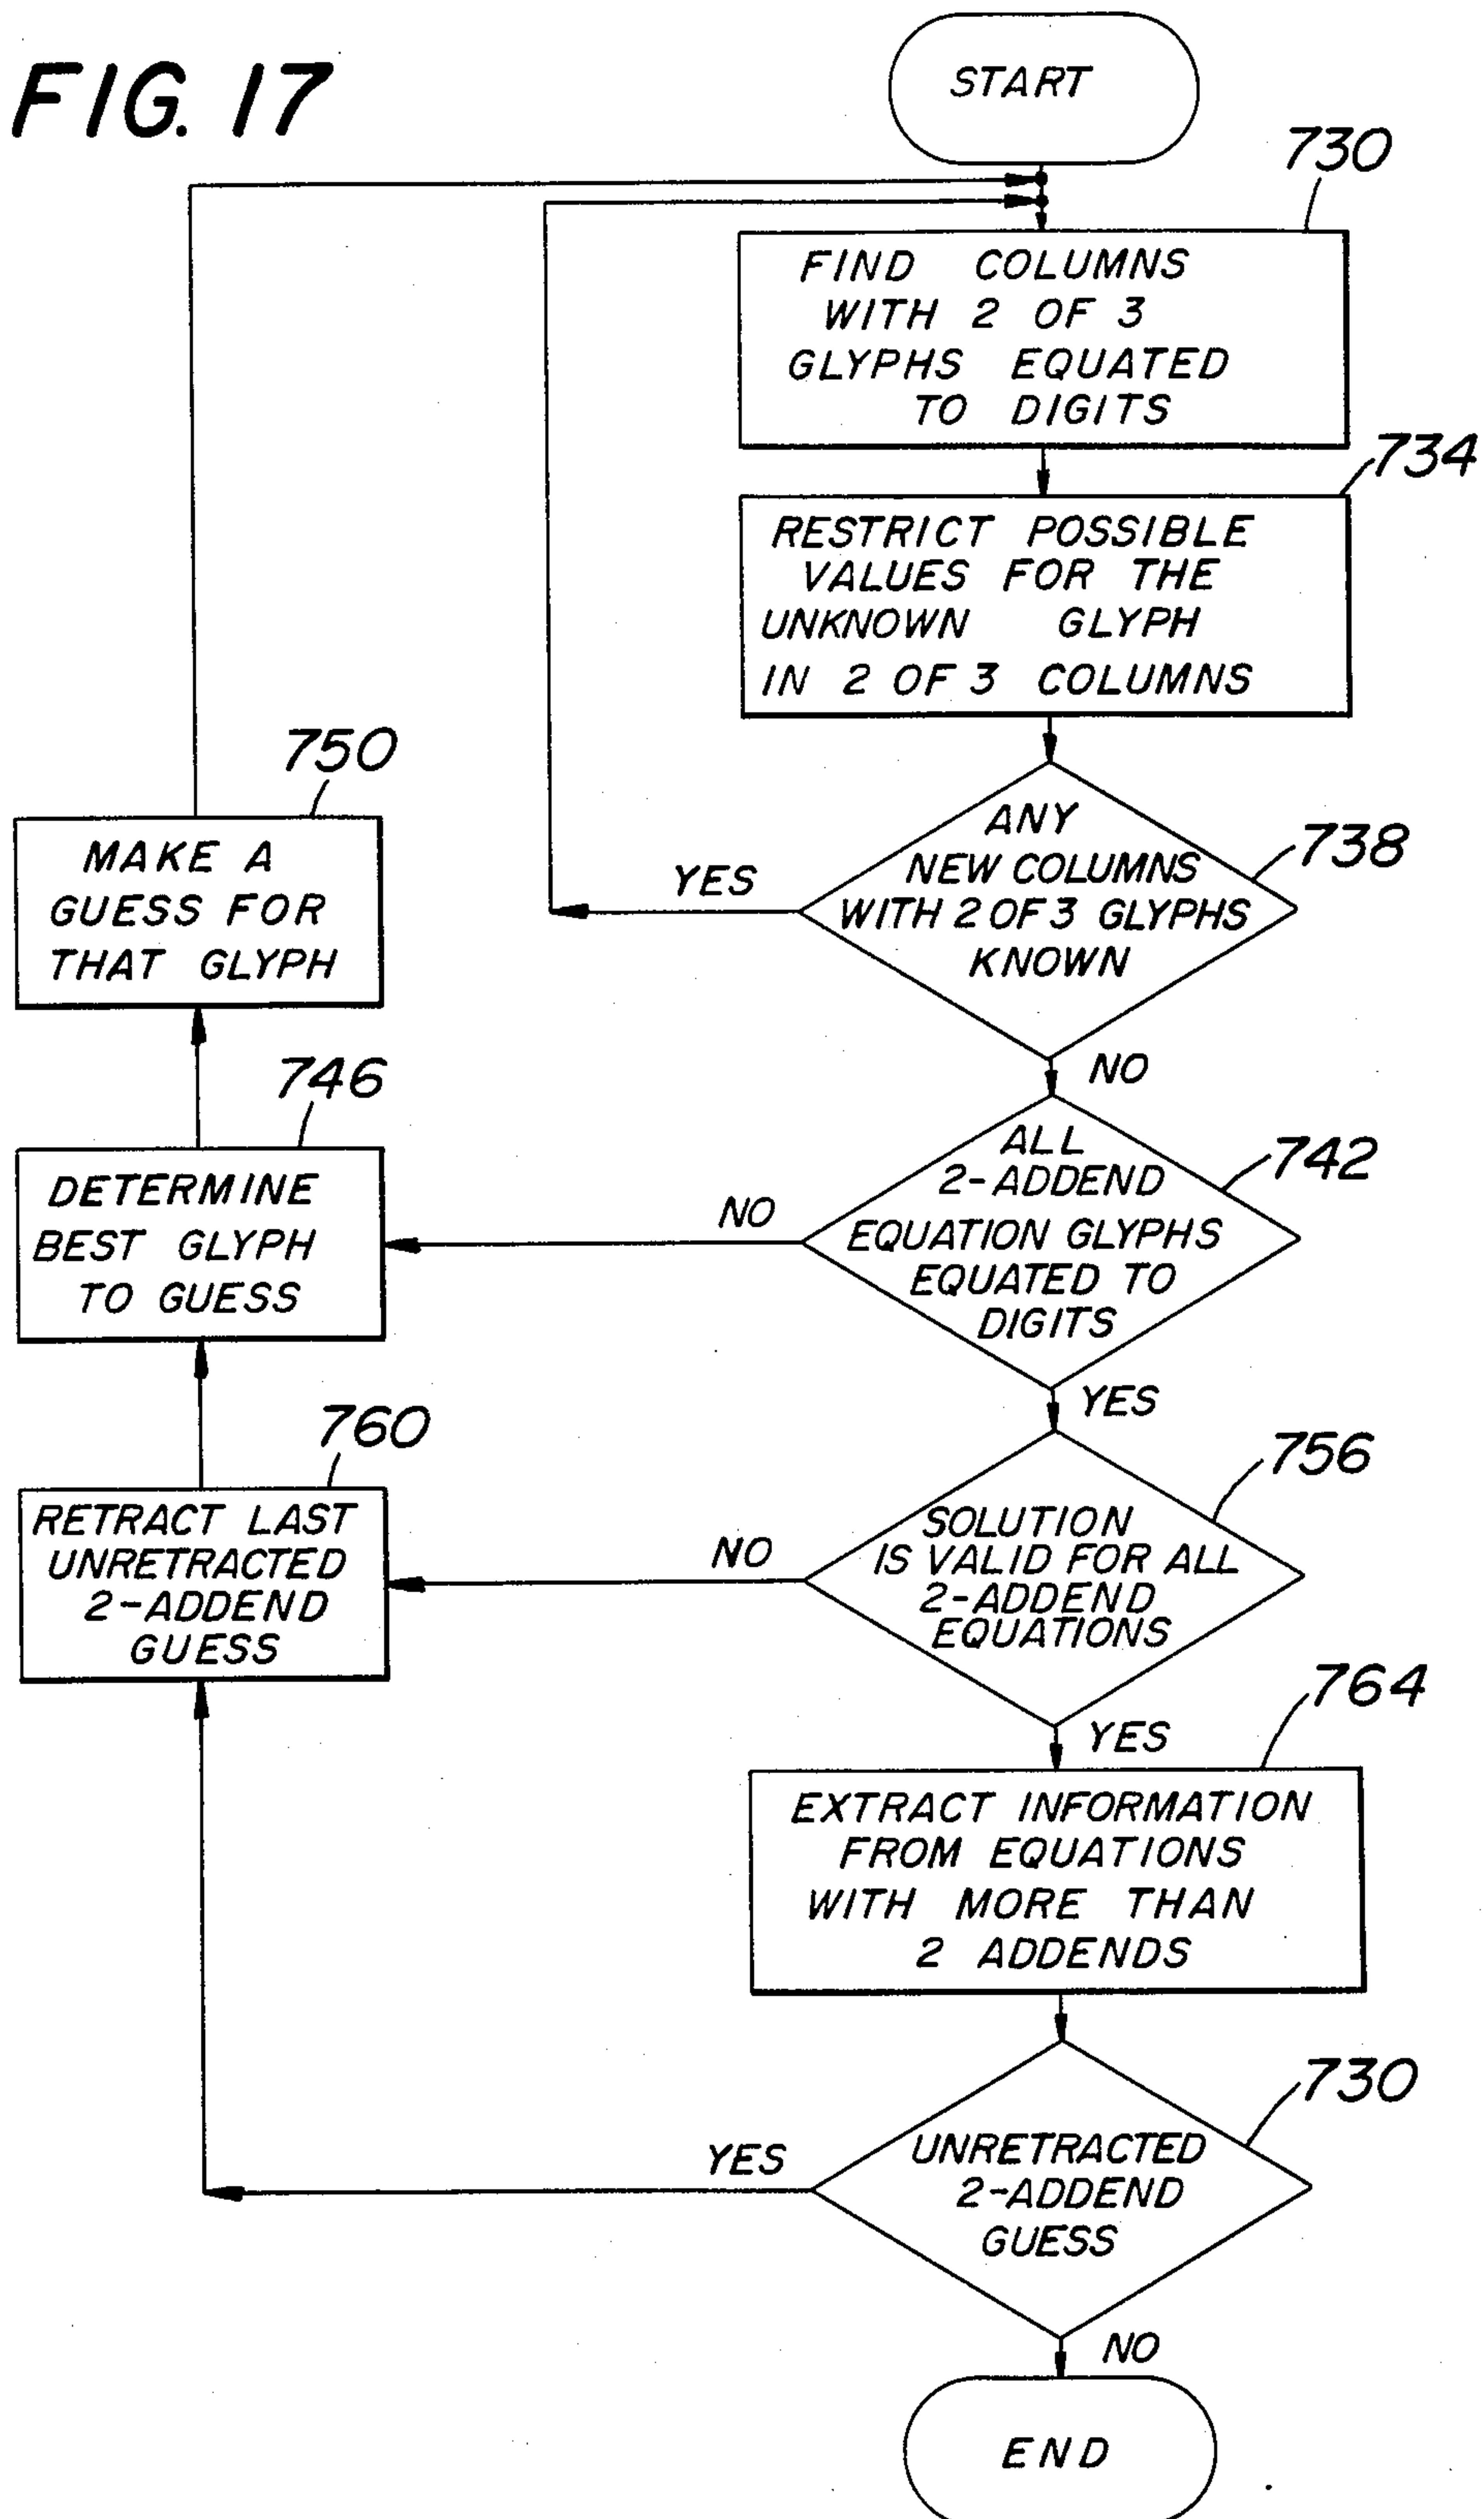 FIG. 17
START
730
FIND COLUMNS
WITH 2 OF 3
GLYPHS EQUATED
TO DIGITS
734
RESTRICT POSSIBLE
VALUES FOR THE
UNKNOWN GLYPH
IN 2 OF 3 COLUMNS
738
ANY
NEW COLUMNS
WITH 2 OF 3 GLYPHS
KNOWN
YES
NO
750
MAKE A
GUESS FOR
THAT GLYPH
742
ALL
2-ADDEND
EQUATION GLYPHS
EQUATED TO
DIGITS
NO
YES
746
DETERMINE
BEST GLYPH
TO GUESS
756
SOLUTION
IS VALID FOR ALL
2-ADDEND
EQUATIONS
NO
YES
760
RETRACT LAST
UNRETRACTED
2-ADDEND
GUESS
764
EXTRACT INFORMATION
FROM EQUATIONS
WITH MORE THAN
2 ADDENDS
730
UNRETRACTED
2-ADDEND
GUESS
YES
NO
END